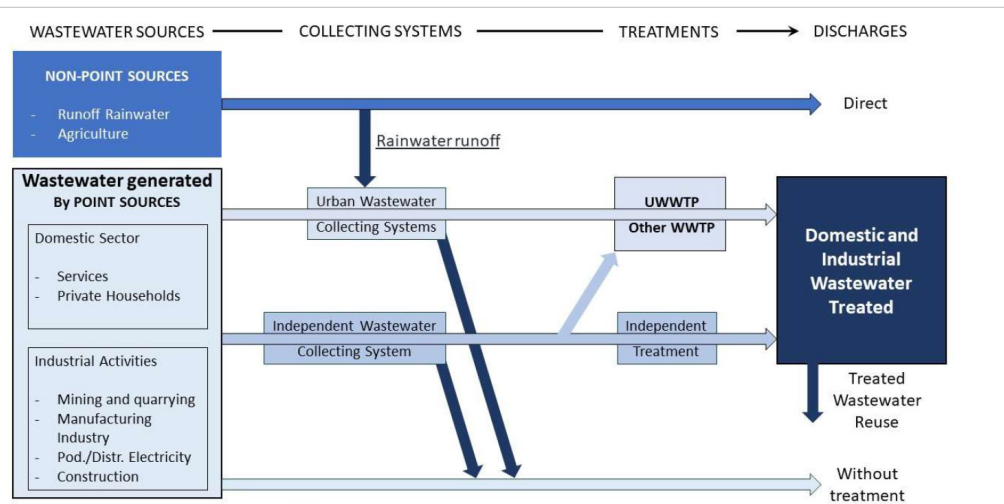 WASTEWATER SOURCES
COLLECTING SYSTEMS
TREATMENTS
DISCHARGES
NON-POINT SOURCES
- Runoff Rainwater
- Agriculture
Direct
Rainwater runoff
Wastewater generated
By POINT SOURCES
Domestic Sector
- Services
- Private Households
Urban Wastewater
Collecting Systems
UWWTP
Other WWTP
Domestic and
Industrial
Wastewater
Treated
Independent Wastewater
Collecting System
Independent
Treatment
Industrial Activities
- Mining and quarrying
- Manufacturing
Industry
- Pod./Distr. Electricity
- Construction
Treated
Wastewater
Reuse
Without
treatment